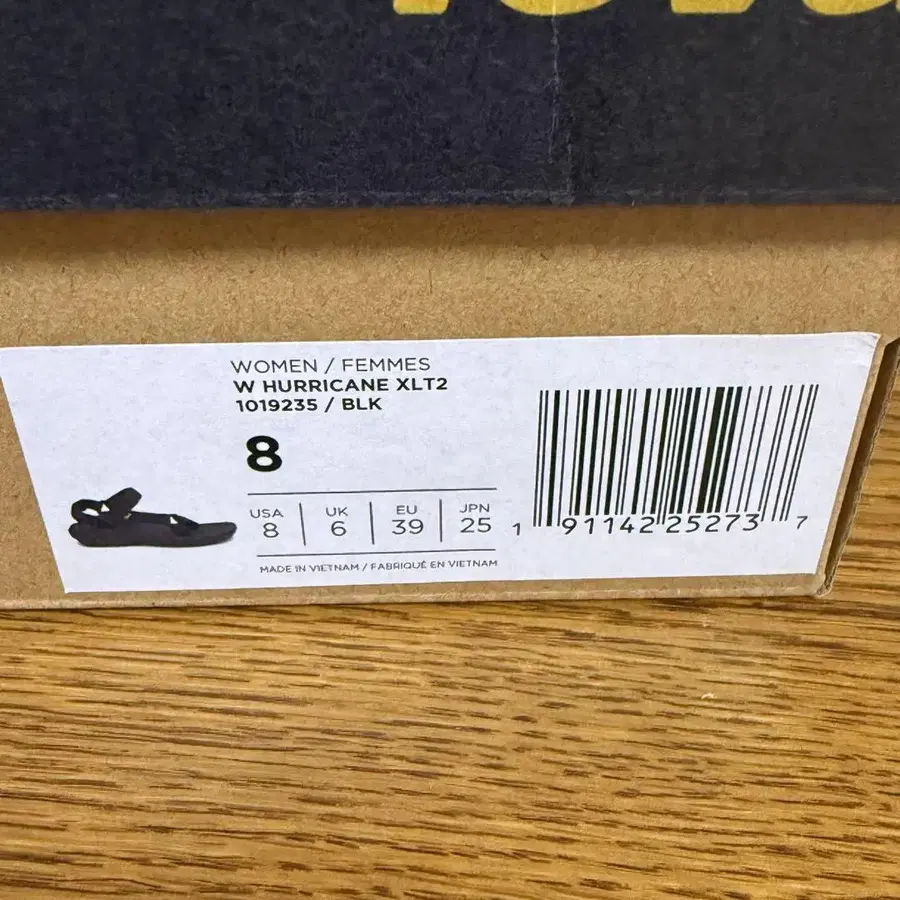 WOMEN / FEMMES
W HURRICANE XLT2
1019235 / BLK
8
USA UK EU JPN
8 6 39 25
MADE IN VIETNAM / FABRIQUÉ EN VIETNAM
1 91142 25273 7